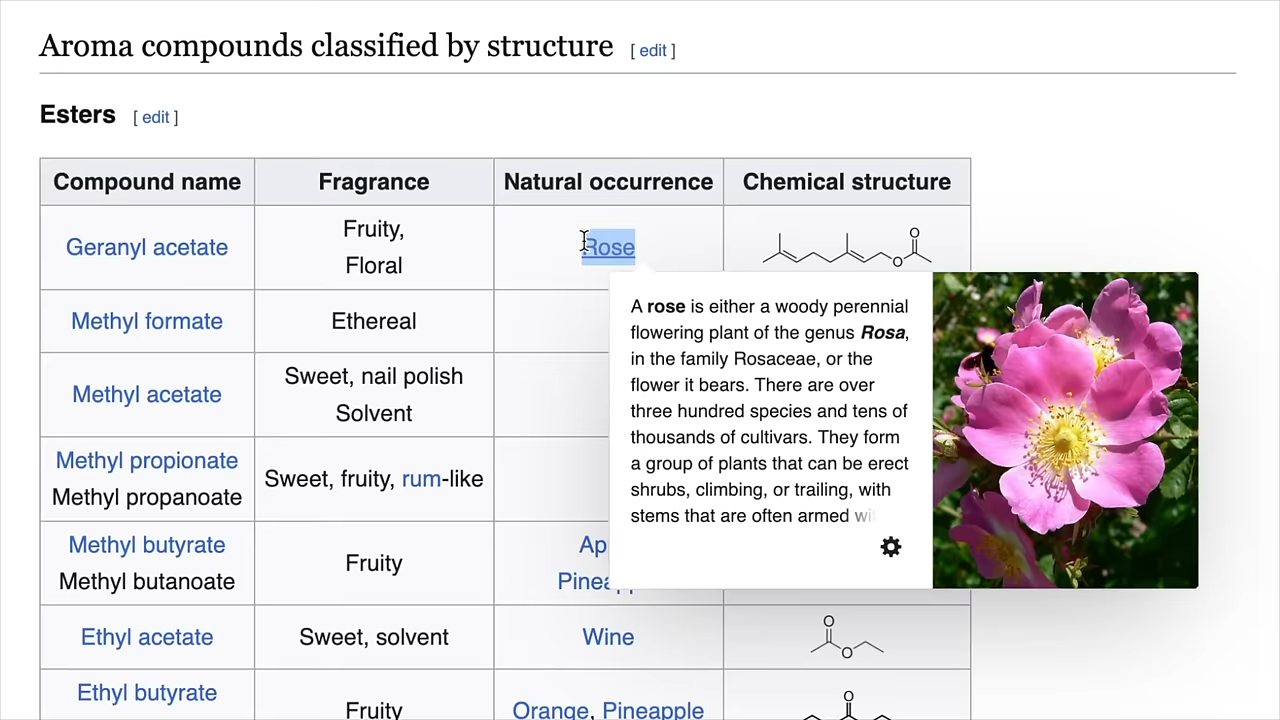 Aroma compounds classified by structure [ edit ]
Esters [ edit ]
Compound name Fragrance Natural occurrence Chemical structure
Geranyl acetate
Fruity,
Floral
Rose
O
O
Methyl formate
Ethereal
Methyl acetate
Sweet, nail polish
Solvent
Methyl propionate
Methyl propanoate
Sweet, fruity, rum-like
Methyl butyrate
Methyl butanoate
Fruity
A rose is either a woody perennial
flowering plant of the genus Rosa,
in the family Rosaceae, or the
flower it bears. There are over
three hundred species and tens of
thousands of cultivars. They form
a group of plants that can be erect
shrubs, climbing, or trailing, with
stems that are often armed
Ethyl acetate
Sweet, solvent
Wine
O
O
Ethyl butyrate
Fruity
Orange, Pineapple
O